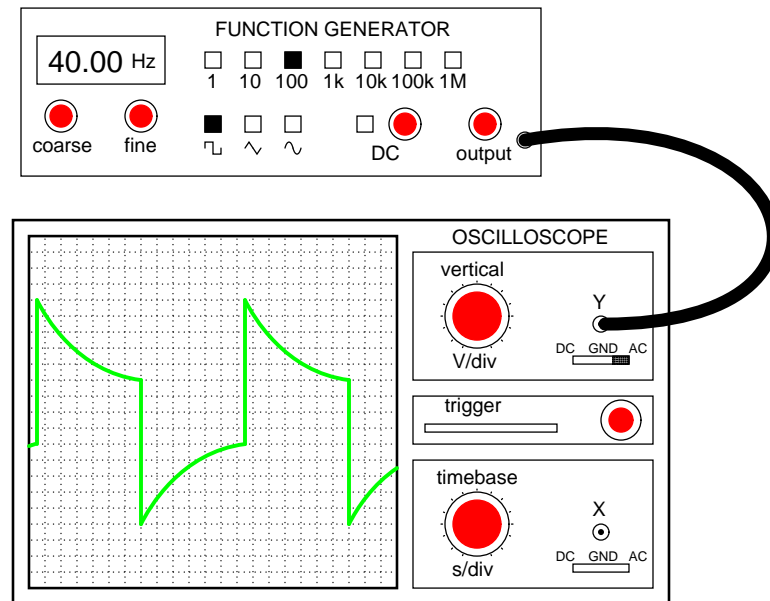 FUNCTION GENERATOR
40.00 Hz
1 10 100 1k 10k 100k 1M
coarse fine
DC output
OSCILLOSCOPE
vertical
Y
DC GND AC
V/div
trigger
timebase
X
DC GND AC
s/div